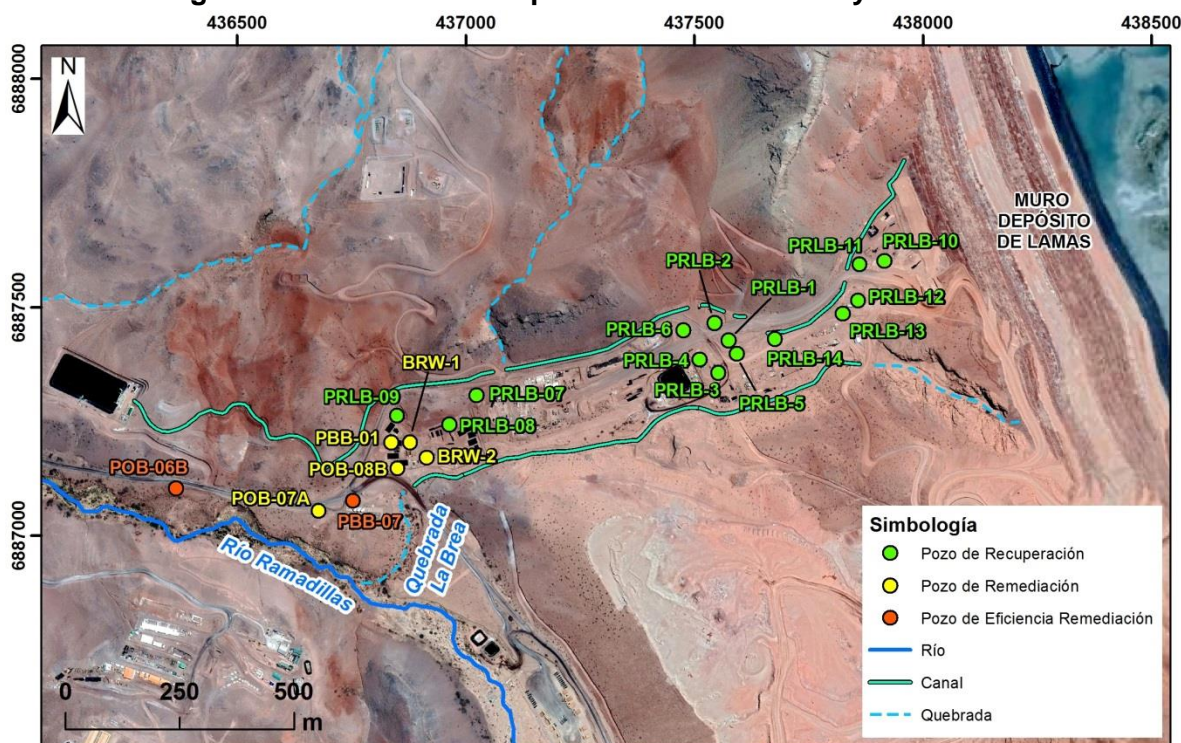 436500 437000 437500 438000 438500
6888000
N
MURO
DEPÓSITO
DE LAMAS
PRLB-11
PRLB-10
PRLB-2
PRLB-1
6887500
PRLB-12
PRLB-6
PRLB-13
BRW-1
PRLB-4
PRLB-14
PRLB-3
PRLB-09
PRLB-07
PRLB-5
PRLB-08
PBB-01
BRW-2
POB-08B
POB-06B
POB-07A
PBB-07
6887000
Río Ramadillas
Quebrada
La Brea
Simbología
Pozo de Recuperación
Pozo de Remediación
Pozo de Eficiencia Remediación
Río
Canal
Quebrada
0 250 500
m